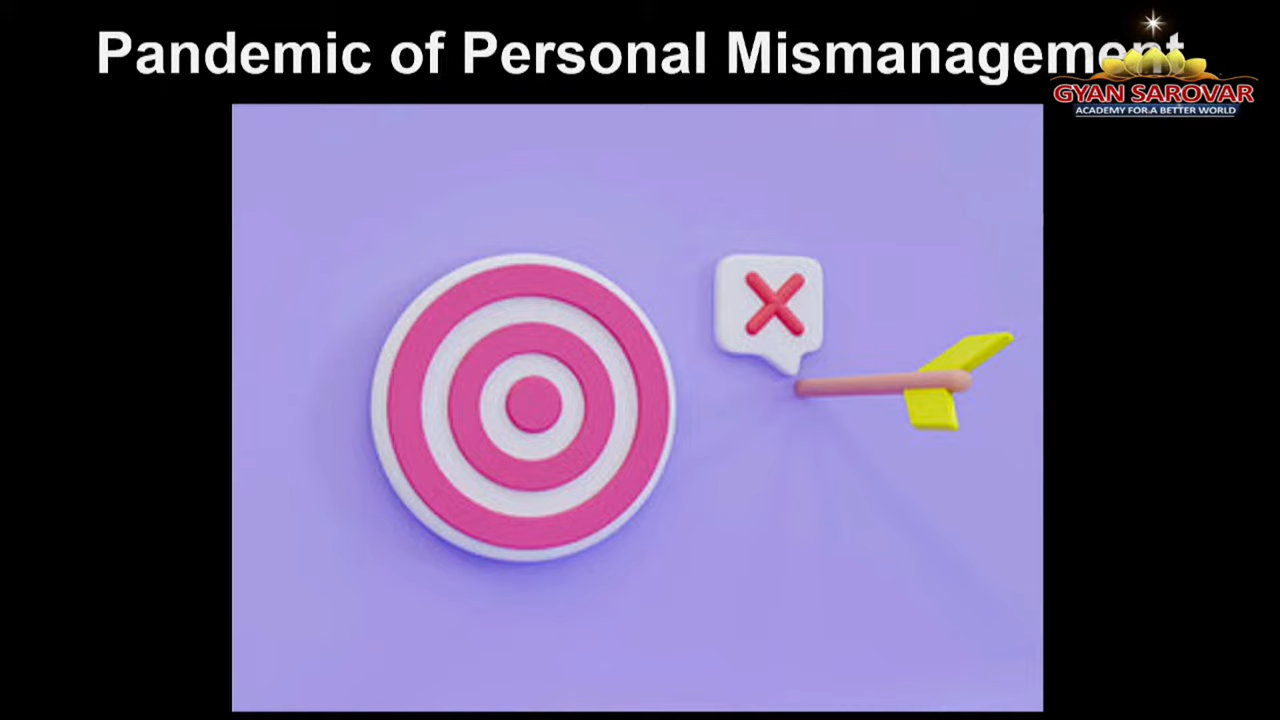 Pandemic of Personal Mismanagement
GYAN SAROVAR
ACADEMY FOR A BETTER WORLD